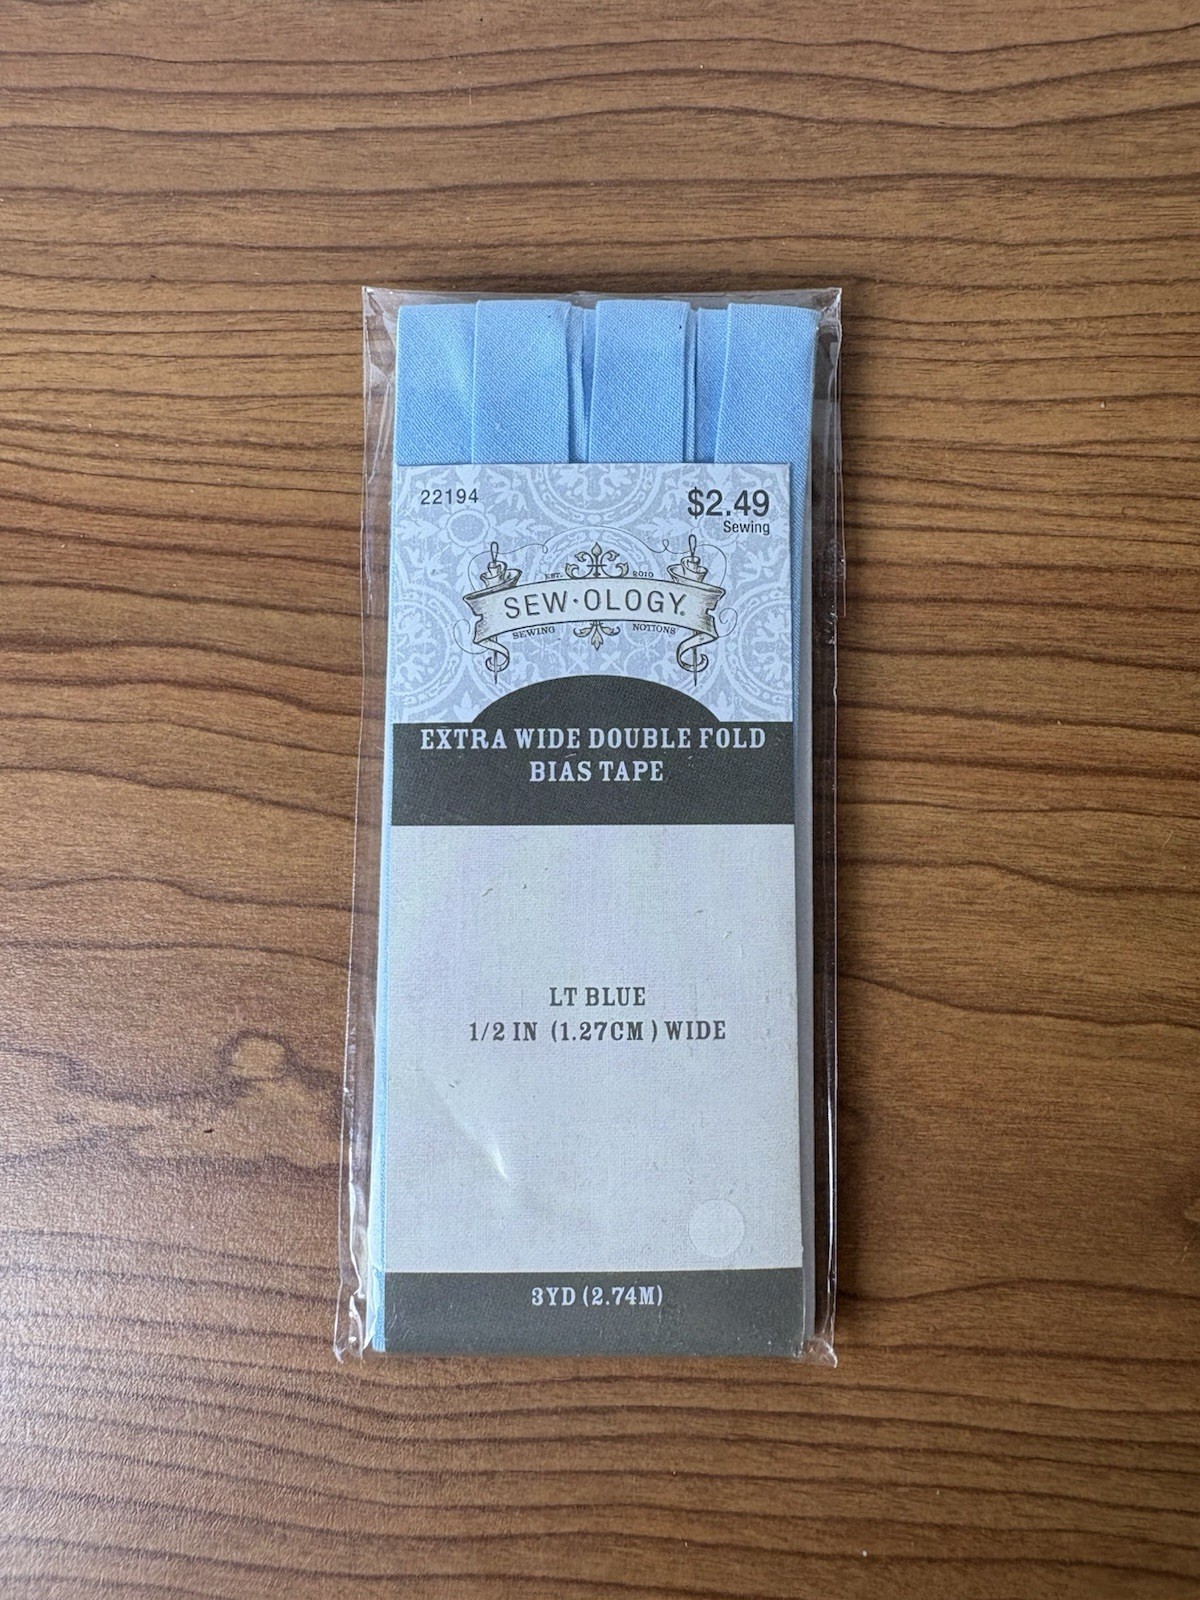 22194
$2.49
Sewing
EST. 2010
SEW·OLOGY®
SEWING NOTIONS
EXTRA WIDE DOUBLE FOLD
BIAS TAPE
LT BLUE
1/2 IN (1.27CM ) WIDE
3YD (2.74M)